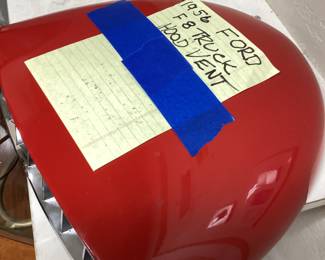 1956 FORD
F8 TRUCK
HOOD VENT